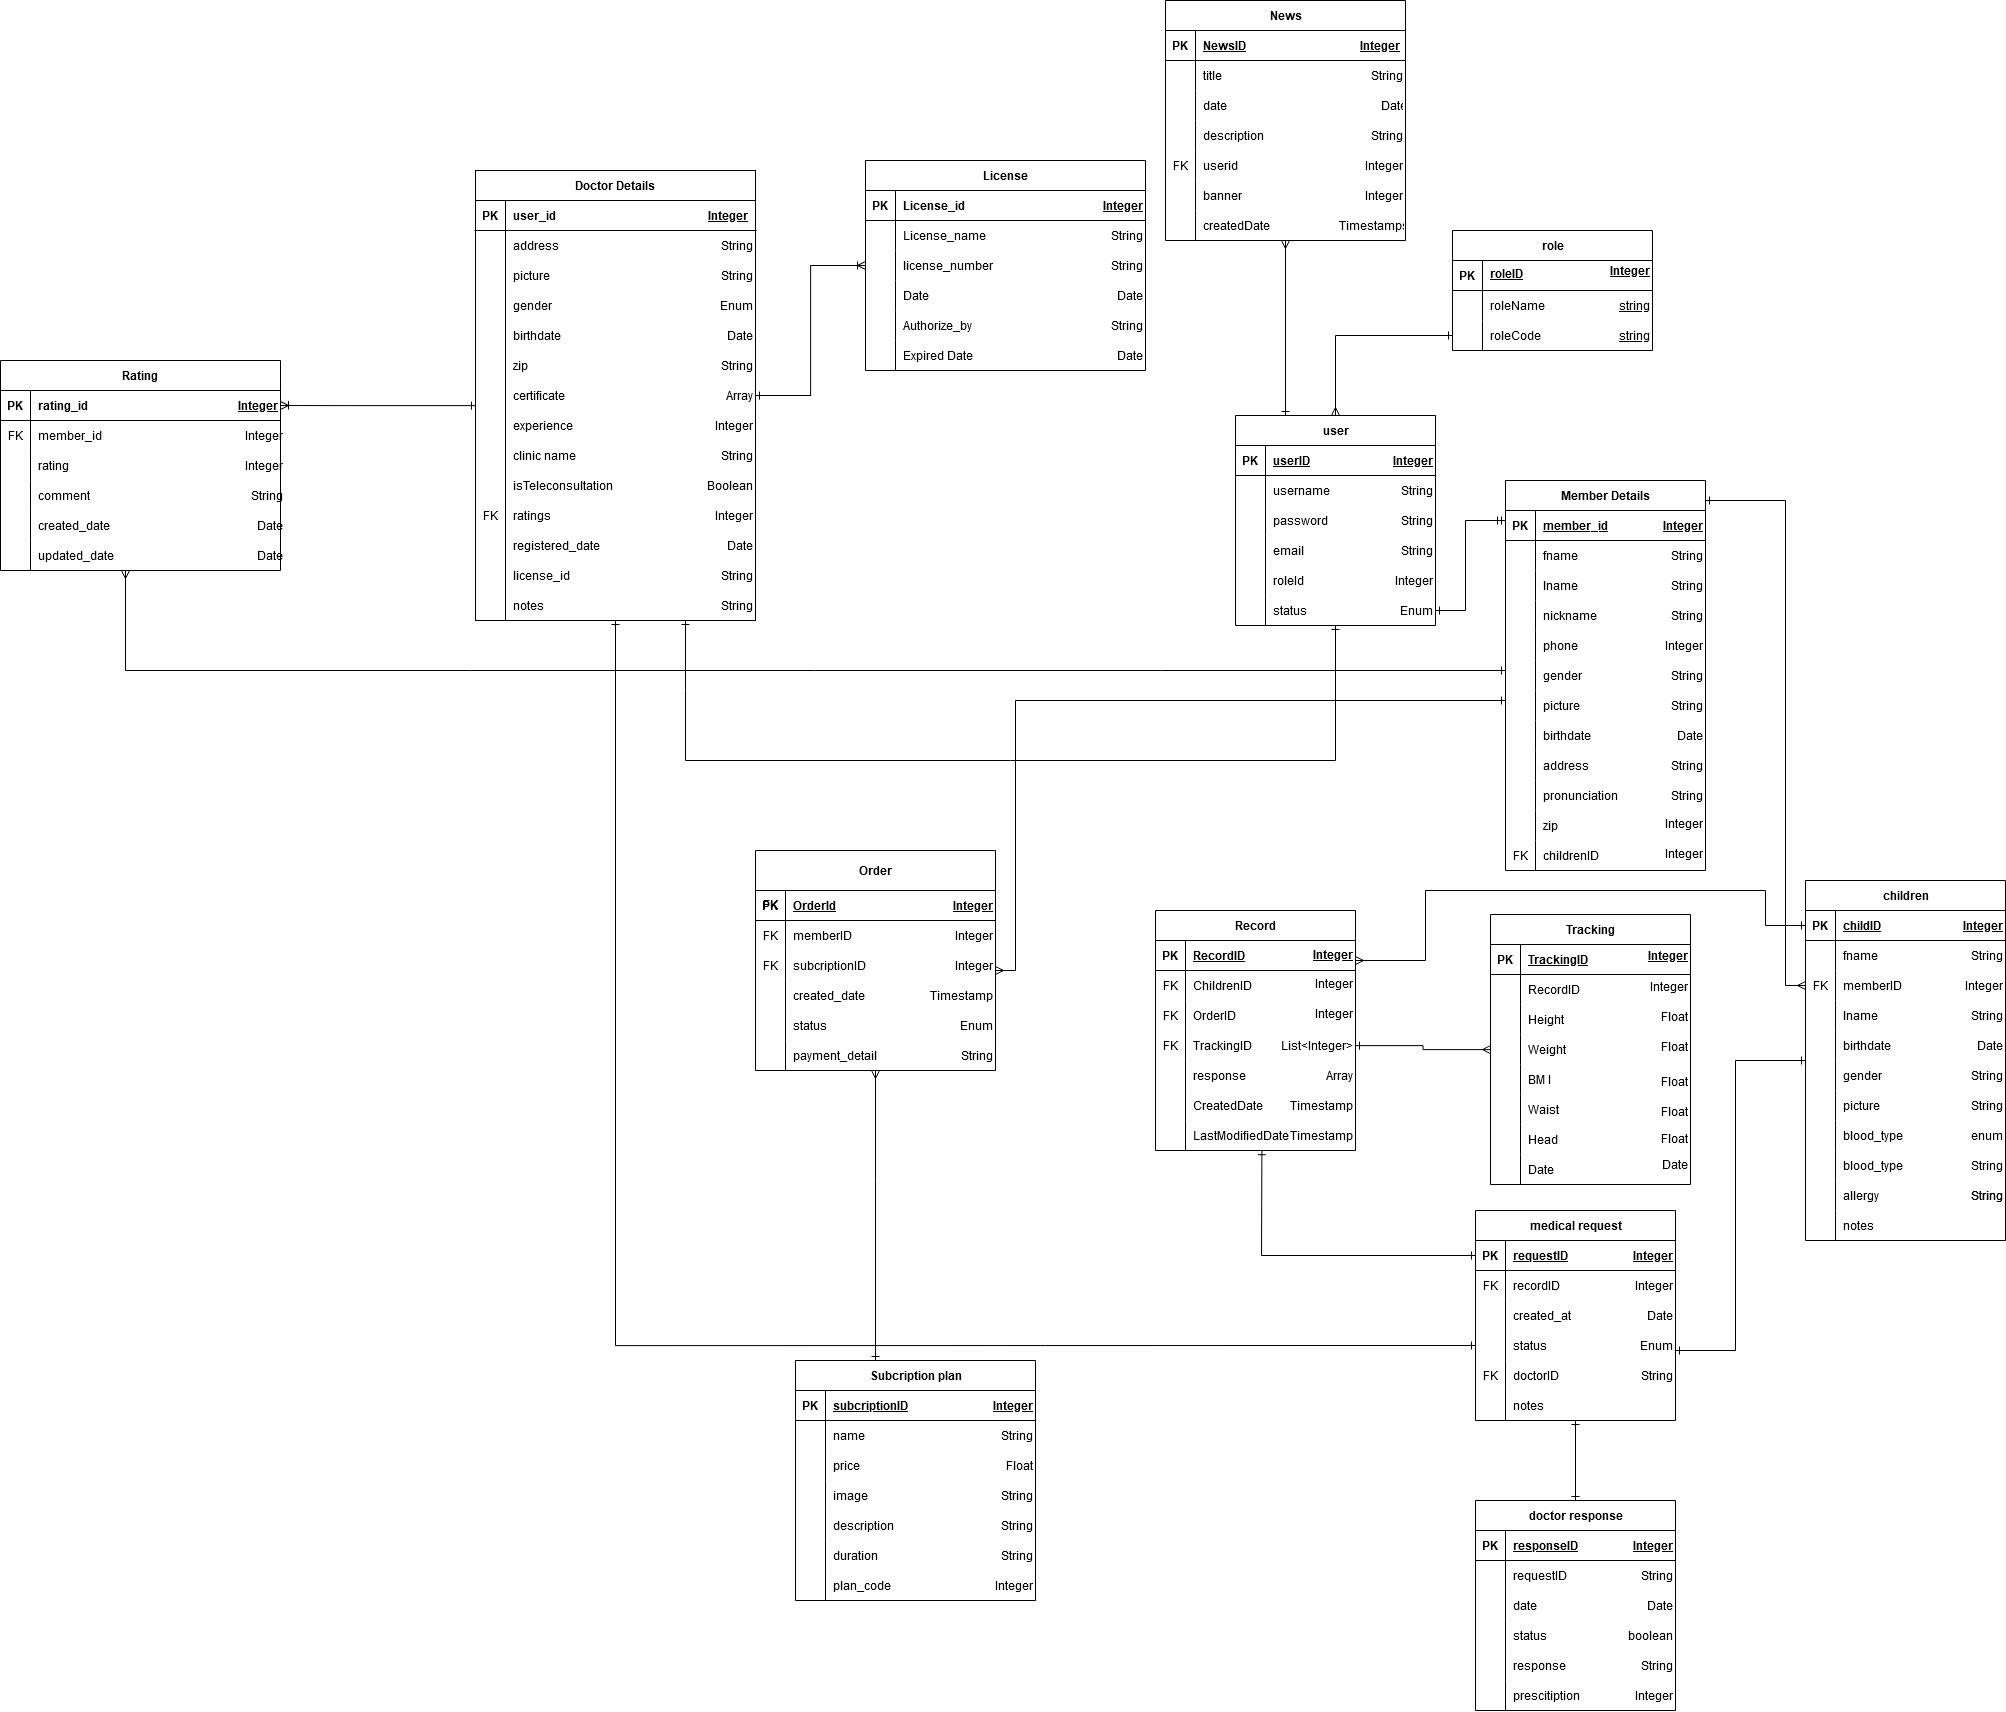 News
PK NewsID Integer
title String
date Date
description String
FK userid Integer
banner Integer
createdDate Timestamps
License
PK License_id Integer
License_name String
license_number String
Date Date
Authorize_by String
Expired Date Date
Doctor Details
PK user_id Integer
address String
picture String
gender Enum
birthdate Date
zip String
certificate Array
experience Integer
clinic name String
isTeleconsultation Boolean
FK ratings Integer
registered_date Date
license_id String
notes String
role
PK roleID Integer
roleName string
roleCode string
Rating
PK rating_id Integer
FK member_id Integer
rating Integer
comment String
created_date Date
updated_date Date
user
PK userID Integer
username String
password String
email String
roleId Integer
status Enum
Member Details
PK member_id Integer
fname String
lname String
nickname String
phone Integer
gender String
picture String
birthdate Date
address String
pronunciation String
zip Integer
FK childrenID Integer
Order
PK OrderId Integer
FK memberID Integer
FK subcriptionID Integer
created_date Timestamp
status Enum
payment_detail String
Record
PK RecordID Integer
FK ChildrenID Integer
FK OrderID Integer
FK TrackingID List<Integer>
response Array
CreatedDate Timestamp
LastModifiedDate Timestamp
Tracking
PK TrackingID Integer
RecordID Integer
Height Float
Weight Float
BM I Float
Waist Float
Head Float
Date Date
children
PK childID Integer
fname String
FK memberID Integer
lname String
birthdate Date
gender String
picture String
blood_type enum
blood_type String
allergy String
notes
medical request
PK requestID Integer
FK recordID Integer
created_at Date
status Enum
FK doctorID String
notes
Subcription plan
PK subcriptionID Integer
name String
price Float
image String
description String
duration String
plan_code Integer
doctor response
PK responseID Integer
requestID String
date Date
status boolean
response String
prescitiption Integer